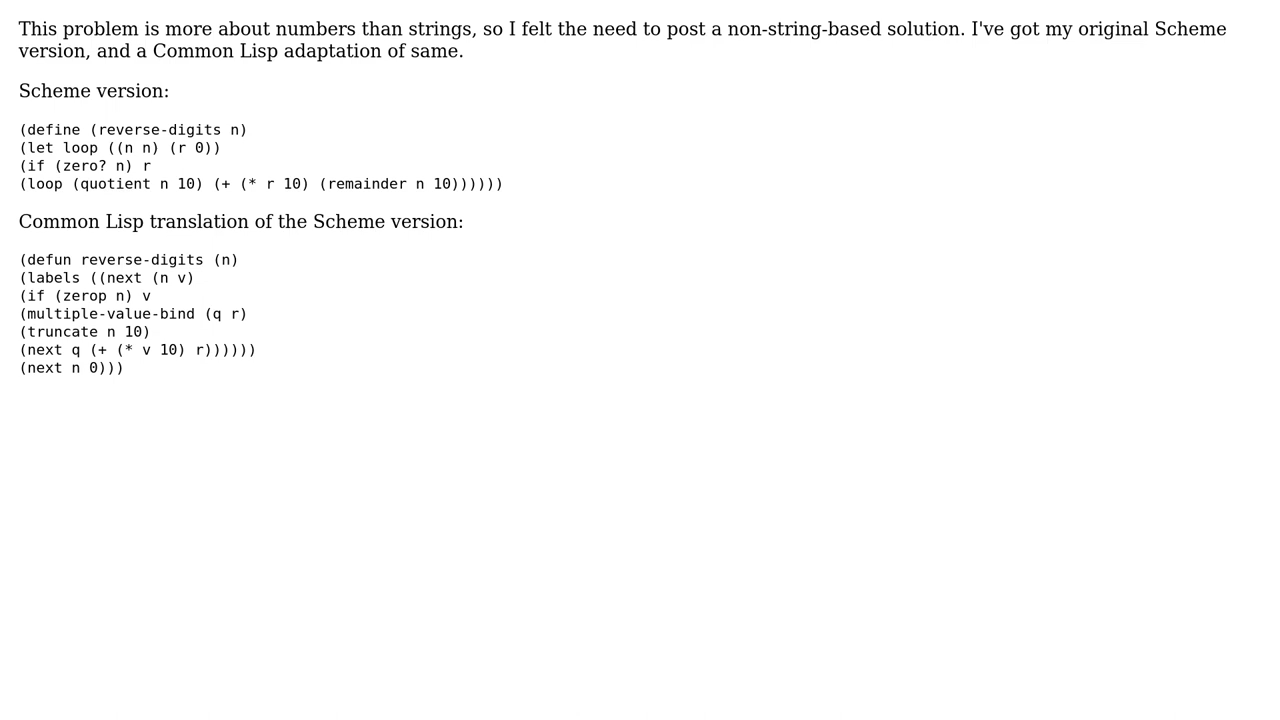 This problem is more about numbers than strings, so I felt the need to post a non-string-based solution. I've got my original Scheme
version, and a Common Lisp adaptation of same.
Scheme version:
(define (reverse-digits n)
(let loop ((n n) (r 0))
(if (zero? n) r
(loop (quotient n 10) (+ (* r 10) (remainder n 10))))))
Common Lisp translation of the Scheme version:
(defun reverse-digits (n)
(labels ((next (n v)
(if (zerop n) v
(multiple-value-bind (q r)
(truncate n 10)
(next q (+ (* v 10) r))))))
(next n 0)))